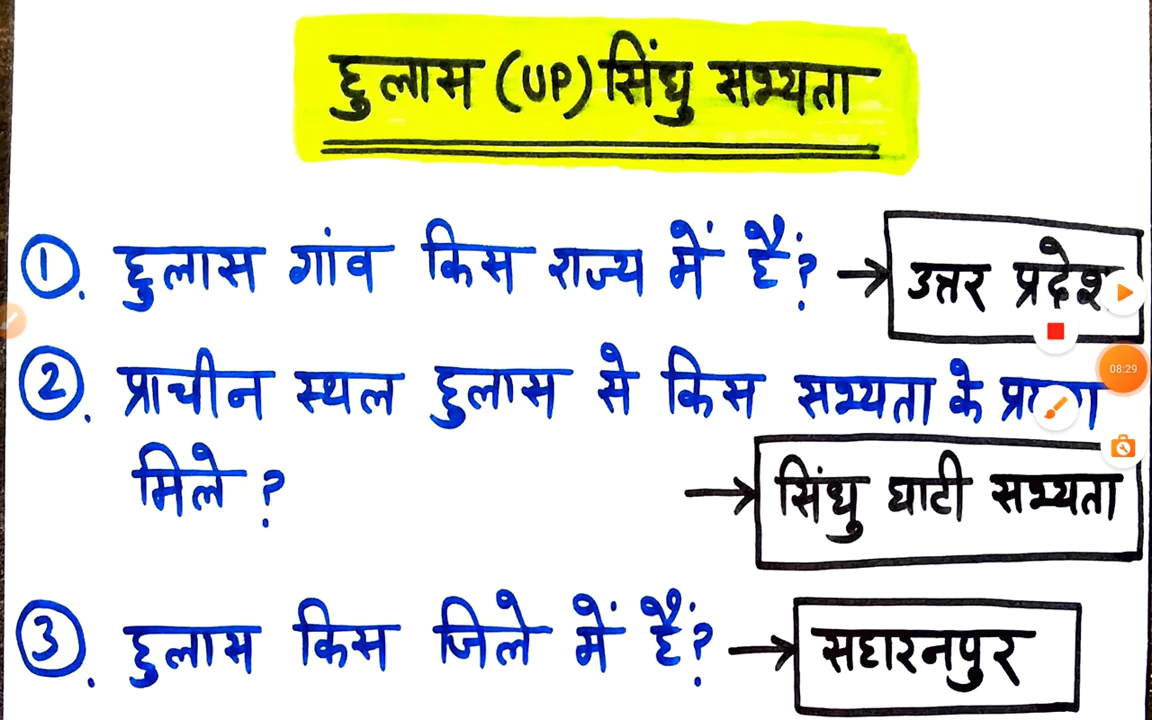 हुलास (UP) सिंधु सभ्यता
1. हुलास गांव किस राज्य में हैं? → उत्तर प्रदेश
08:29
2. प्राचीन स्थल हुलास से किस सभ्यता के
मिले ? → सिंधु घाटी सभ्यता
3. हुलास किस जिले में हैं? → सहारनपुर